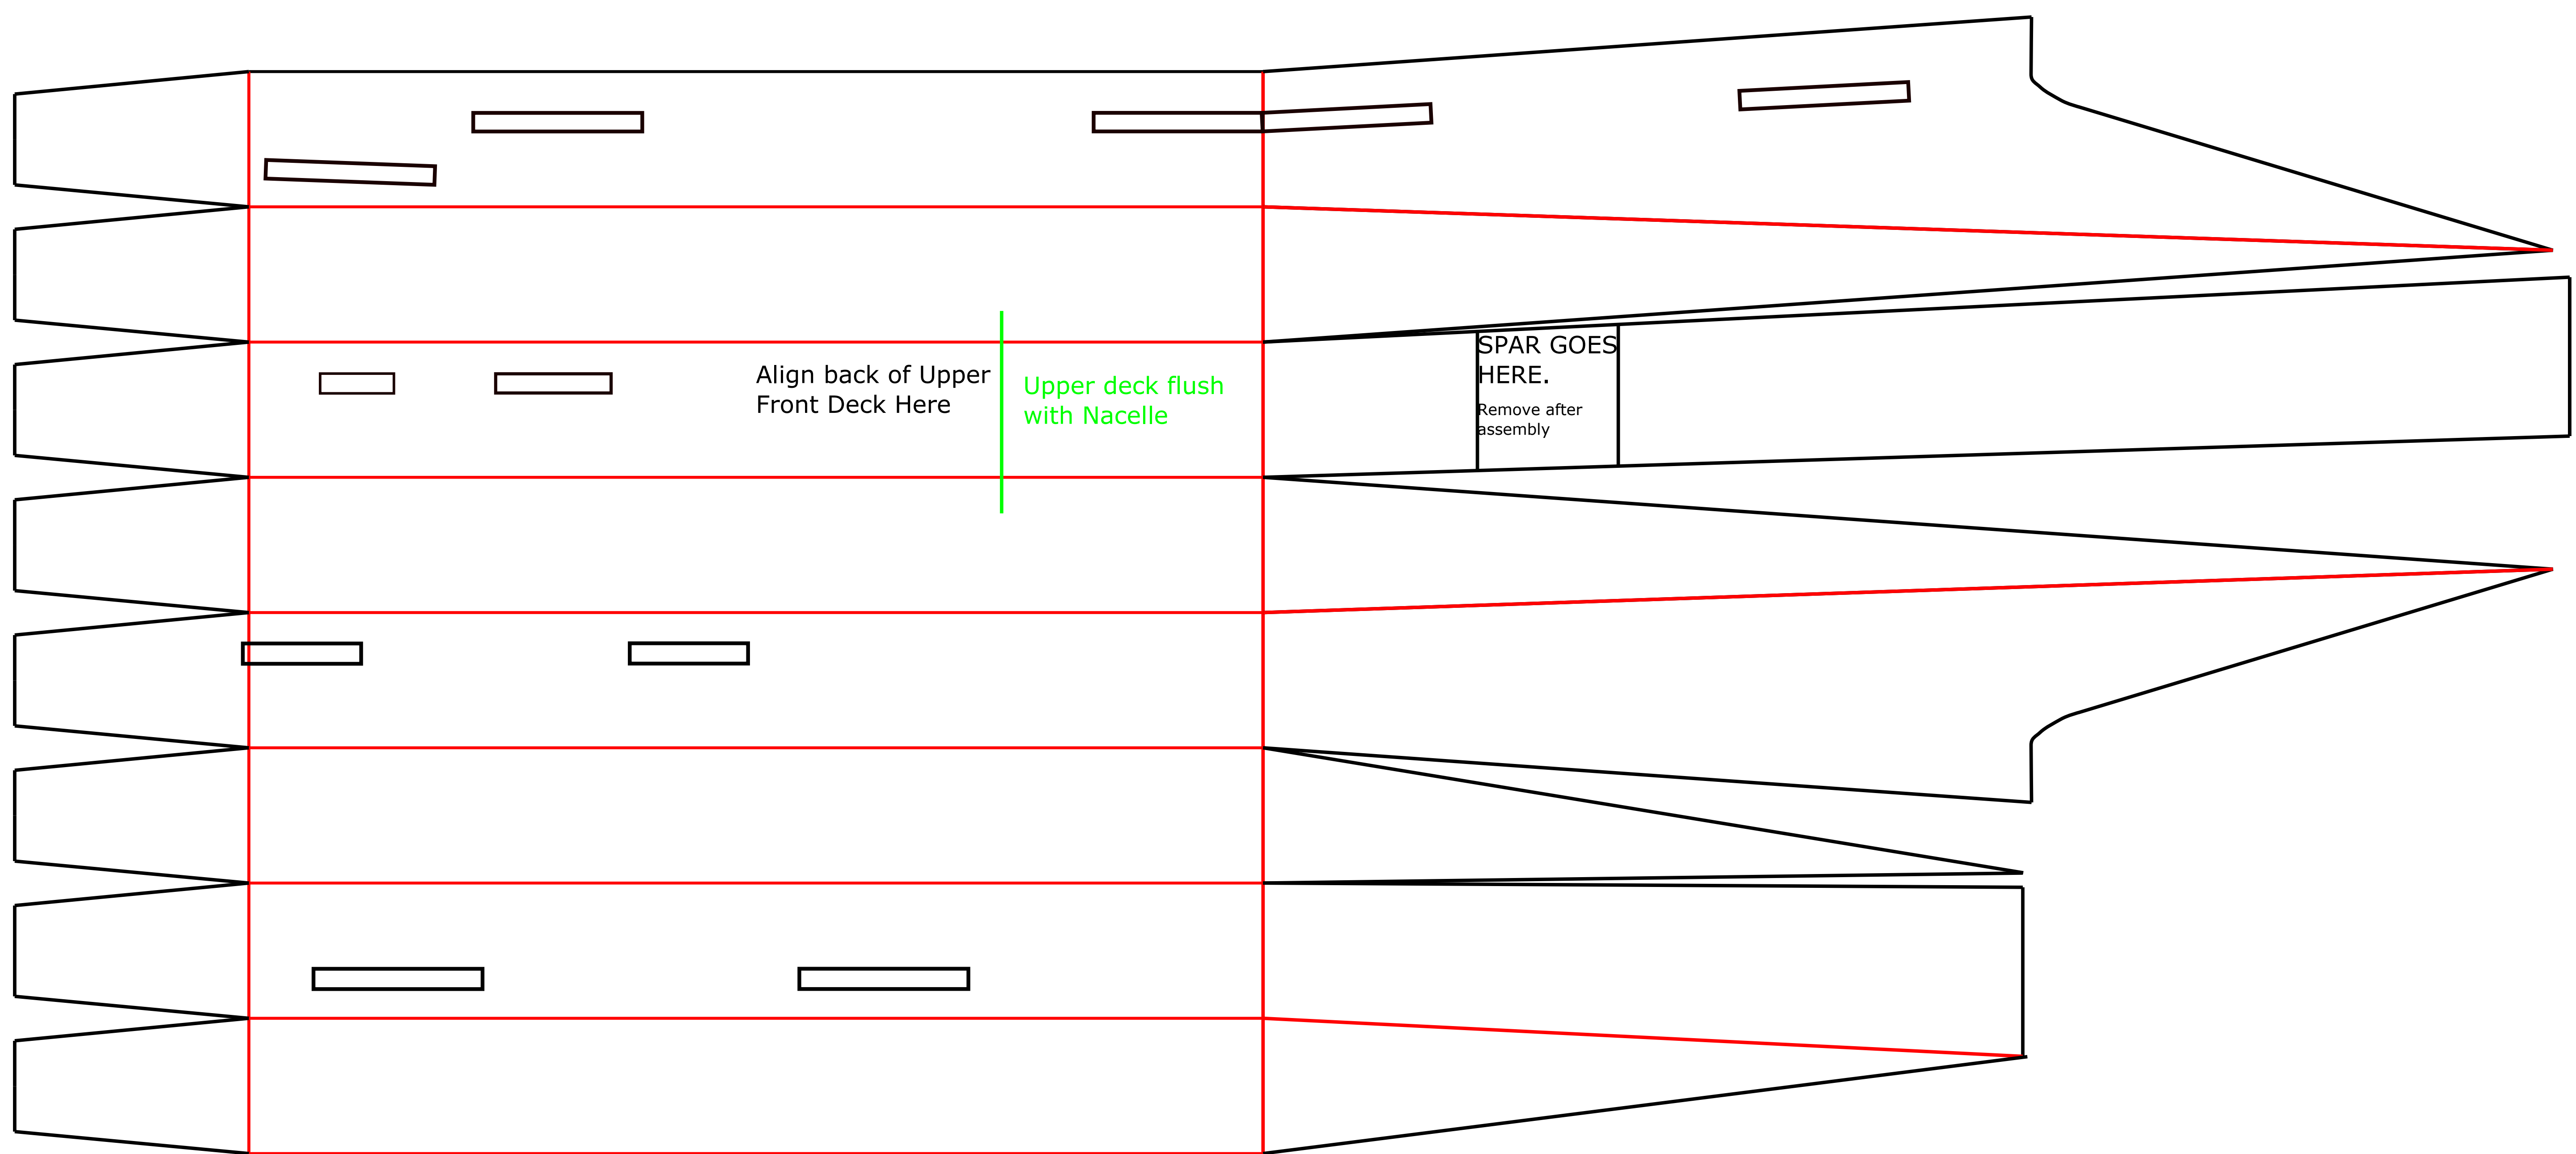 Align back of Upper
Front Deck Here
Upper deck flush
with Nacelle
SPAR GOES
HERE.
Remove after
assembly